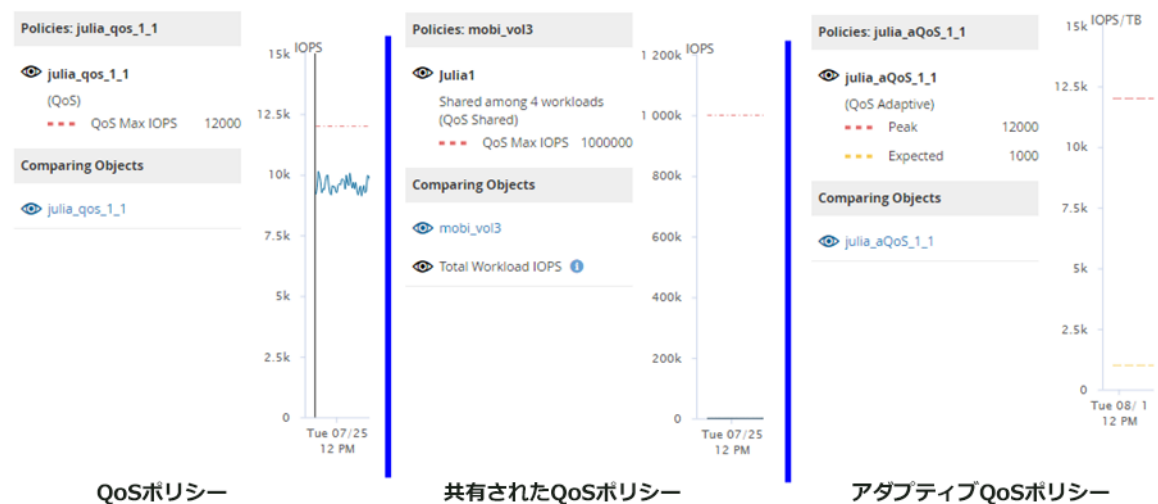 Policies: julia_qos_1_1
julia_qos_1_1
(QoS)
QoS Max IOPS 12000
Comparing Objects
julia_qos_1_1
IOPS
15k
12.5k
10k
7.5k
5k
2.5k
0
Tue 07/25
12 PM
QoSポリシー
Policies: mobi_vol3
Julia1
Shared among 4 workloads
(QoS Shared)
QoS Max IOPS 1000000
Comparing Objects
mobi_vol3
Total Workload IOPS
IOPS
1 200k
1 000k
800k
600k
400k
200k
0
Tue 07/25
12 PM
共有されたQoSポリシー
Policies: julia_aQoS_1_1
julia_aQoS_1_1
(QoS Adaptive)
Peak 12000
Expected 1000
Comparing Objects
julia_aQoS_1_1
IOPS/TB
15k
12.5k
10k
7.5k
5k
2.5k
0
Tue 08/ 1
12 PM
アダプティブQoSポリシー